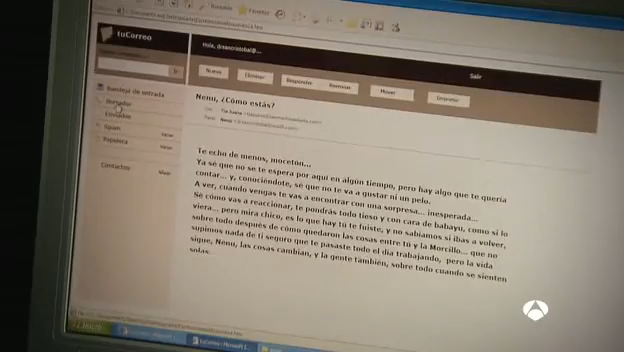 Favoritos
tuCorreo
Hola, drsancristobal@...
Salir
Nuevo
Eliminar
Responder
Reenviar
Mover
Imprimir
Bandeja de entrada
Borrador
Enviados
Spam
Papelera
Contactos
Nenu, ¿Cómo estás?
Te echo de menos, mocetón...
Ya sé que no se te espera por aquí en algún tiempo, pero hay algo que te quería
contar... y, conociéndote, sé que no te va a gustar ni un pelo.
A ver, cuando vengas te vas a encontrar con una sorpresa... inesperada...
Se cómo vas a reaccionar, te pondrás todo tieso y con cara de babayu, como si lo
viera... pero mira chico, es lo que hay tú te fuiste, y no sabíamos si ibas a volver,
sobre todo después de cómo quedaron las cosas entre tú y la Morcillo... que no
supimos nada de ti seguro que te pasaste todo el día trabajando, pero la vida
sigue, Nenu, las cosas cambian, y la gente también, sobre todo cuando se sienten
solas.